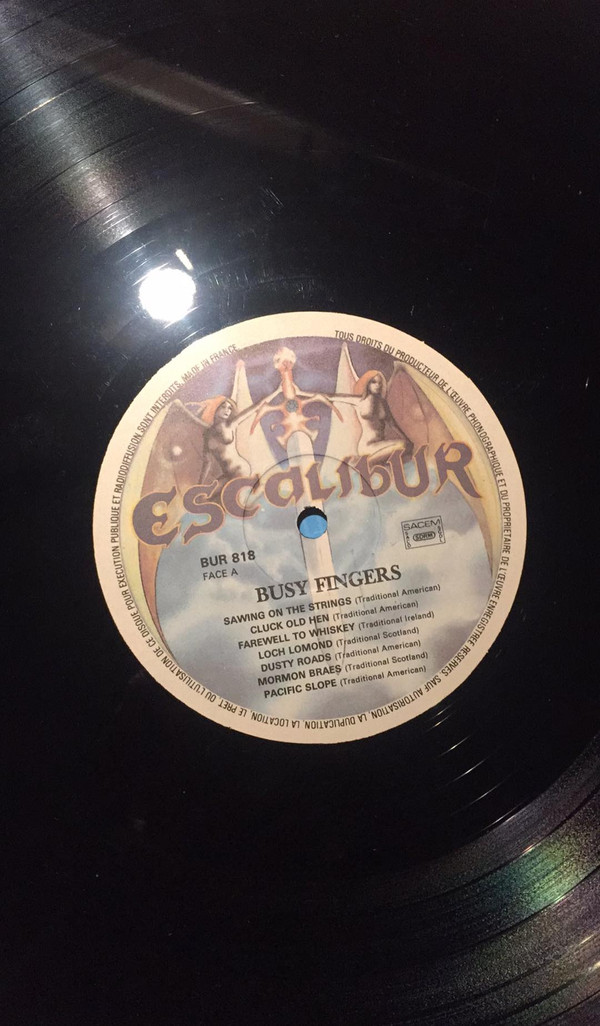 TOUS DROITS DU PRODUCTEUR DE L'ŒUVRE PHONOGRAPHIQUE ET DU PROPRIETAIRE DE L'ŒUVRE ENREGISTREE RESERVES. SAUF AUTORISATION, LA DUPLICATION, LA LOCATION, LE PRET OU L'UTILISATION DE CE DISQUE POUR EXECUTION PUBLIQUE ET RADIODIFFUSION SONT INTERDITS. MADE IN FRANCE
ESCALIBUR
SACEM
SDRM
BUR 818
FACE A
BUSY FINGERS
SAWING ON THE STRINGS (Traditional American)
CLUCK OLD HEN (Traditional American)
FAREWELL TO WHISKEY (Traditional Ireland)
LOCH LOMOND (Traditional Scotland)
DUSTY ROADS (Traditional American)
MORMON BRAES (Traditional Scotland)
PACIFIC SLOPE (Traditional American)